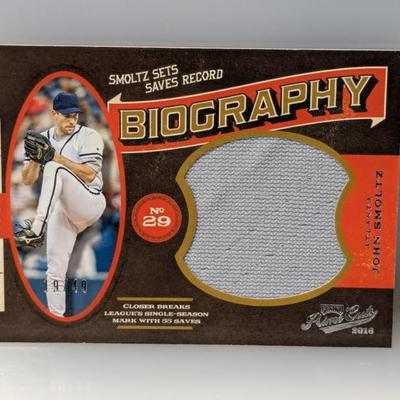 SMOLTZ SETS
SAVES RECORD
BIOGRAPHY
No
29
JOHN SMOLTZ
ATLANTA
CLOSER BREAKS
LEAGUE'S SINGLE-SEASON
MARK WITH 55 SAVES
PANINI
Prime Cuts
2016